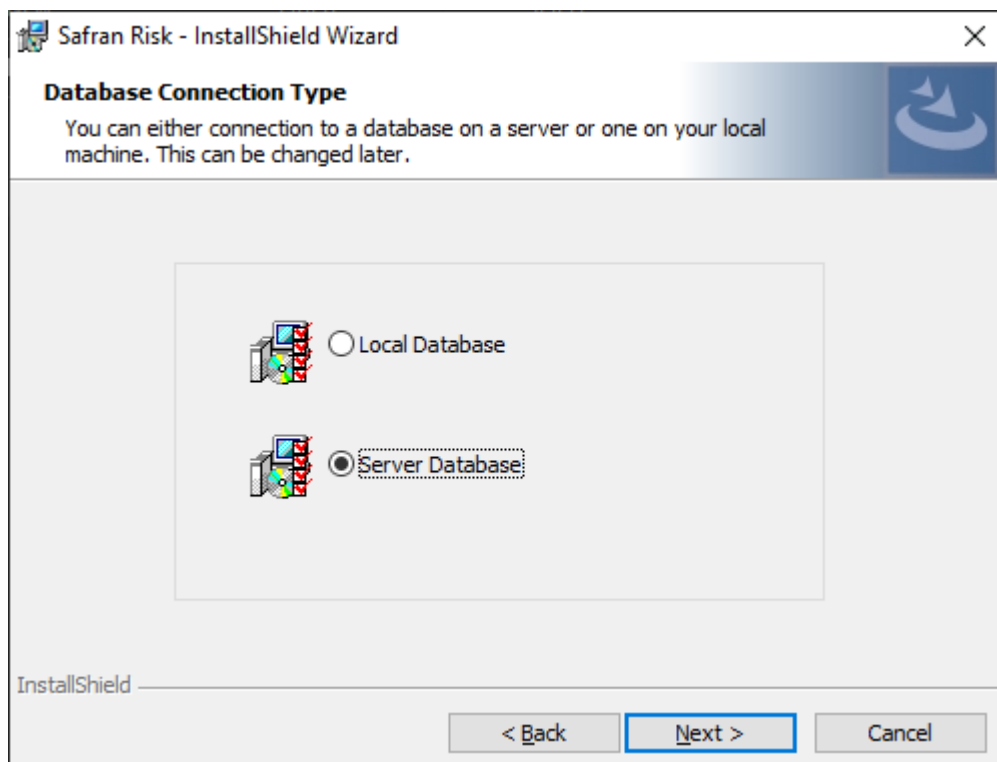 Safran Risk - InstallShield Wizard
Database Connection Type
You can either connection to a database on a server or one on your local
machine. This can be changed later.
Local Database
Server Database
InstallShield
< Back
Next >
Cancel